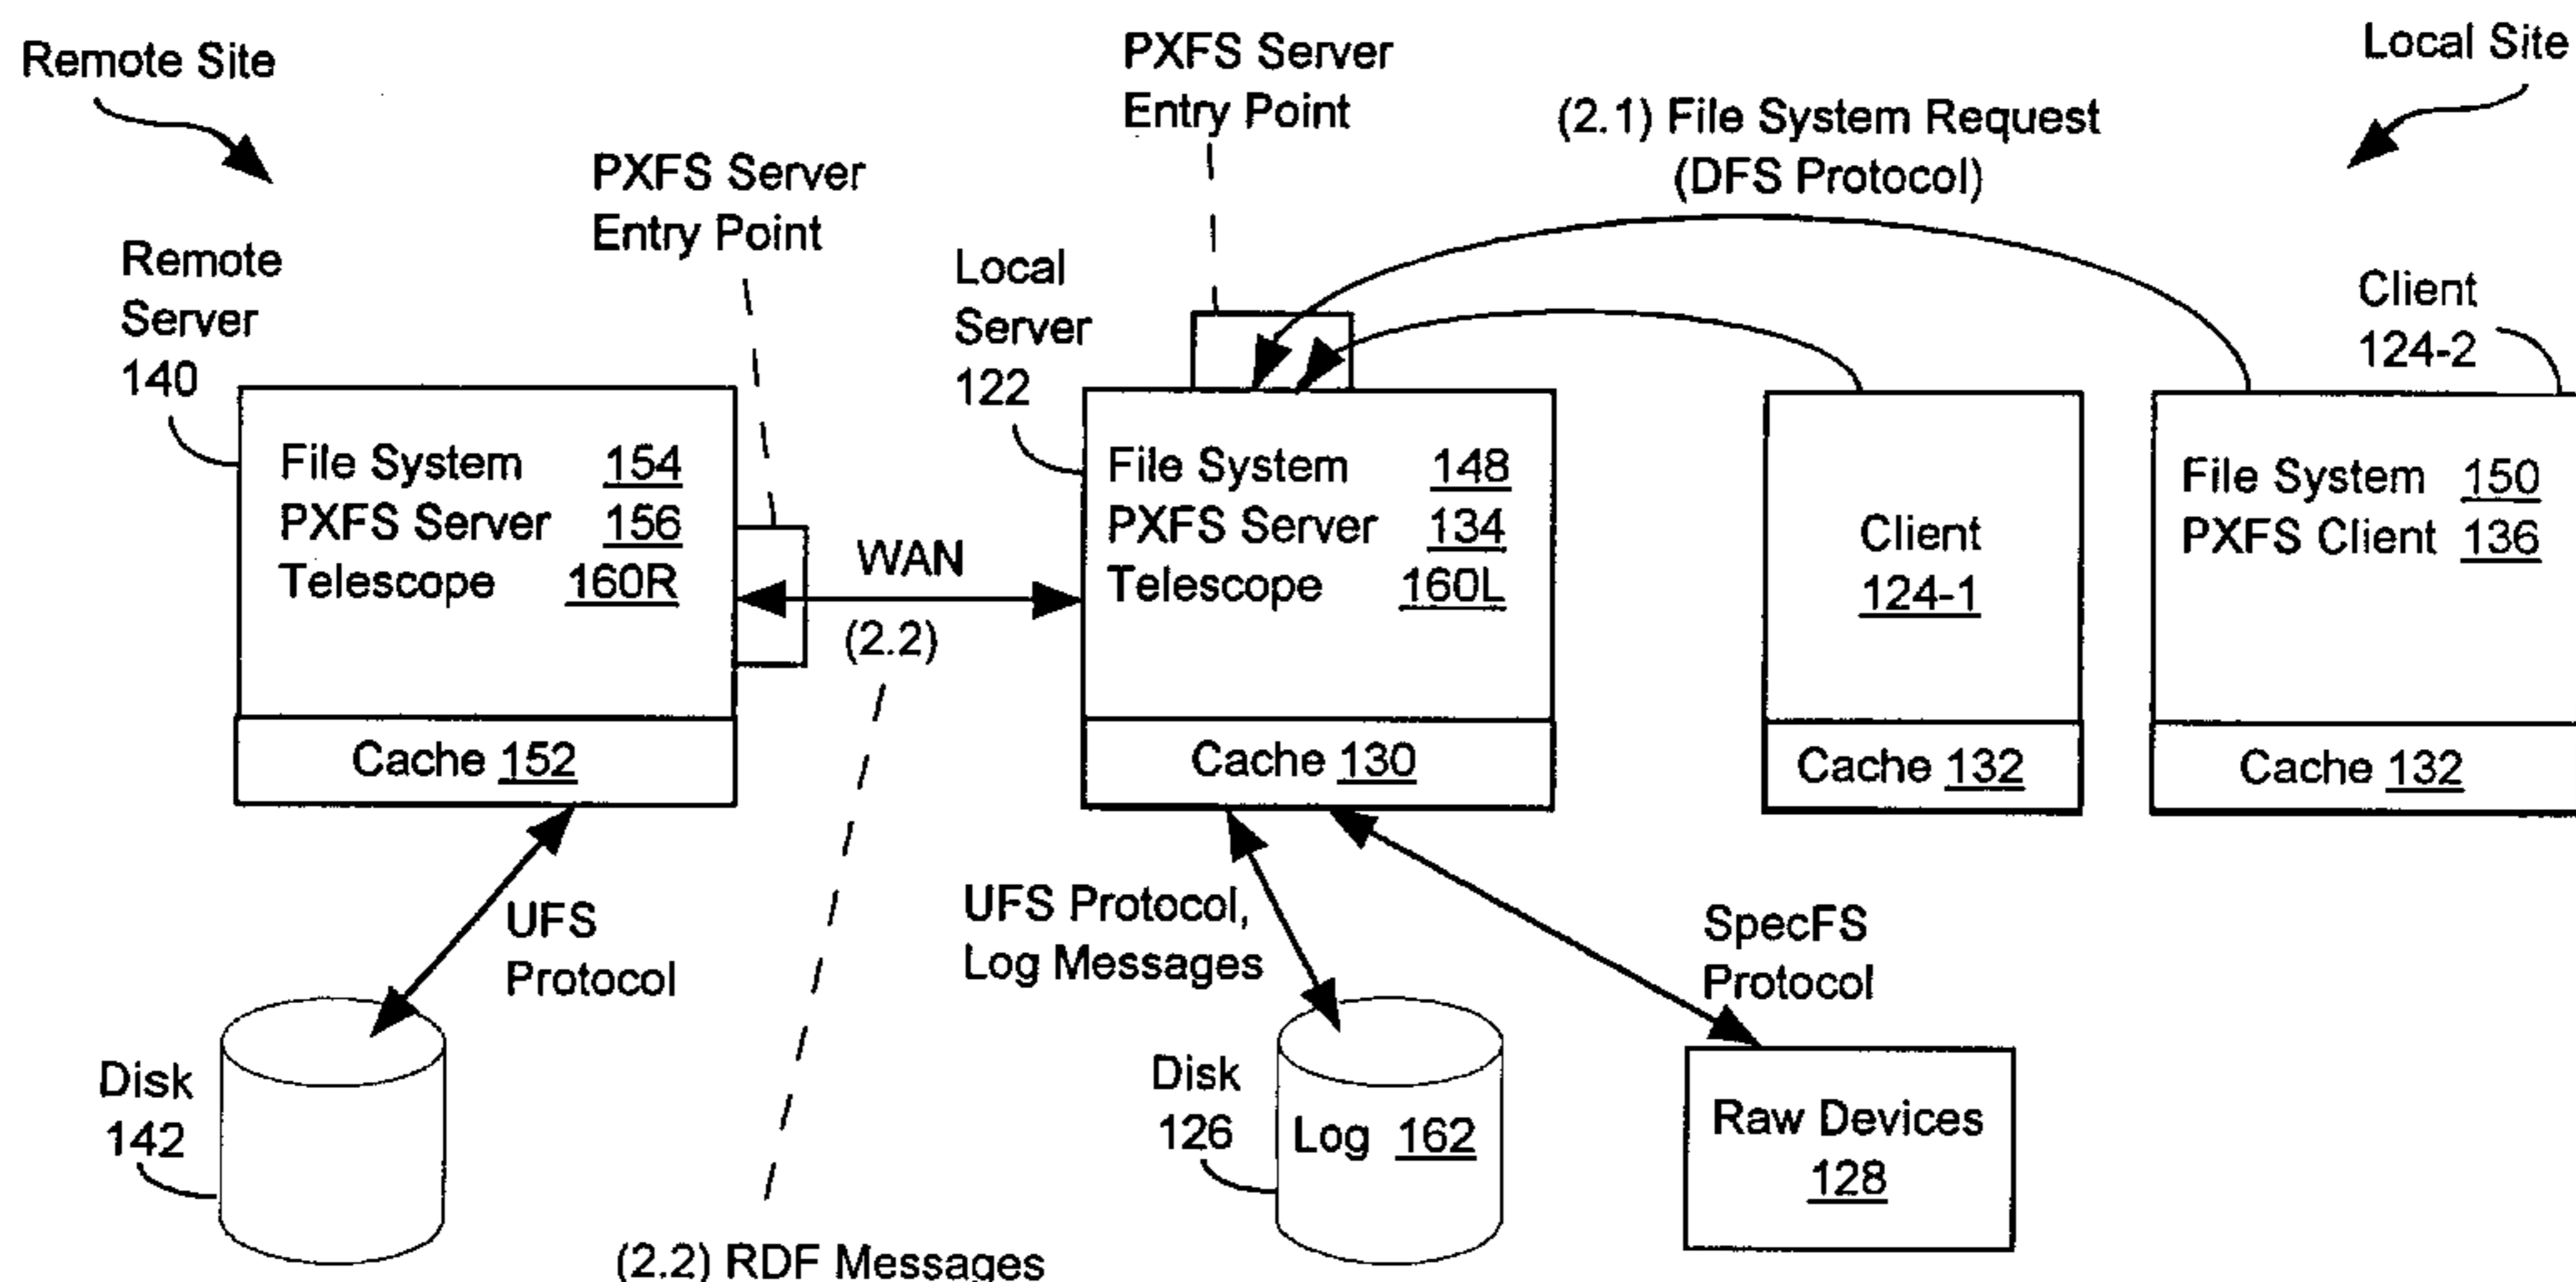 Remote Site
PXFS Server
Entry Point
Local Site
(2.1) File System Request
(DFS Protocol)
PXFS Server
Entry Point
Remote
Server
140
Local
Server
122
Client
124-2
File System 154
PXFS Server 156
Telescope 160R
WAN
(2.2)
File System 148
PXFS Server 134
Telescope 160L
Client
124-1
File System 150
PXFS Client 136
Cache 152
Cache 130
Cache 132
Cache 132
UFS
Protocol
UFS Protocol,
Log Messages
SpecFS
Protocol
Disk
142
Disk
126
Log 162
Raw Devices
128
(2.2) RDF Messages